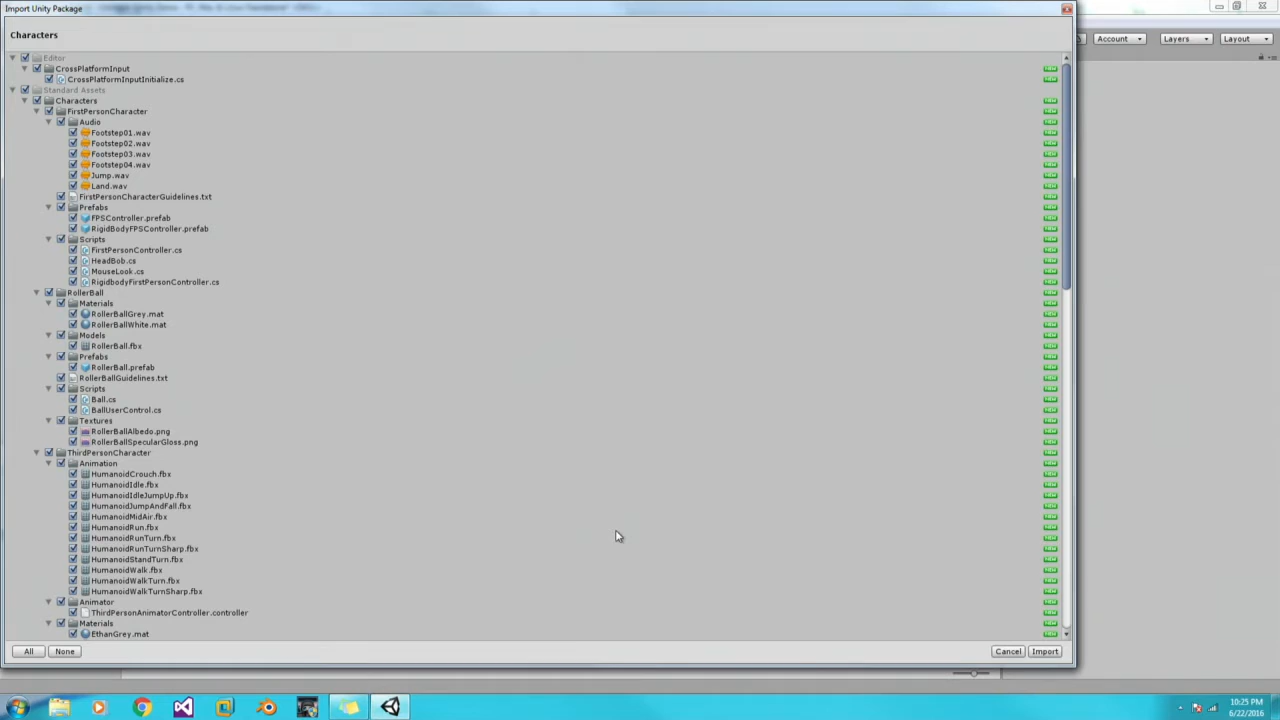 Import Unity Package
Characters
Account
Layers
Layout
Editor
CrossPlatformInput
CrossPlatformInputInitialize.cs
Standard Assets
Characters
FirstPersonCharacter
Audio
Footstep01.wav
Footstep02.wav
Footstep03.wav
Footstep04.wav
Jump.wav
Land.wav
FirstPersonCharacterGuidelines.txt
Prefabs
FPSController.prefab
RigidBodyFPSController.prefab
Scripts
FirstPersonController.cs
HeadBob.cs
MouseLook.cs
RigidbodyFirstPersonController.cs
RollerBall
Materials
RollerBallGrey.mat
RollerBallWhite.mat
Models
RollerBall.fbx
Prefabs
RollerBall.prefab
RollerBallGuidelines.txt
Scripts
Ball.cs
BallUserControl.cs
Textures
RollerBallAlbedo.png
RollerBallSpecularGloss.png
ThirdPersonCharacter
Animation
HumanoidCrouch.fbx
HumanoidIdle.fbx
HumanoidIdleJumpUp.fbx
HumanoidJumpAndFall.fbx
HumanoidMidAir.fbx
HumanoidRun.fbx
HumanoidRunTurn.fbx
HumanoidRunTurnSharp.fbx
HumanoidStandTurn.fbx
HumanoidWalk.fbx
HumanoidWalkTurn.fbx
HumanoidWalkTurnSharp.fbx
Animator
ThirdPersonAnimatorController.controller
Materials
EthanGrey.mat
All
None
Cancel
Import
10:25 PM
6/22/2016